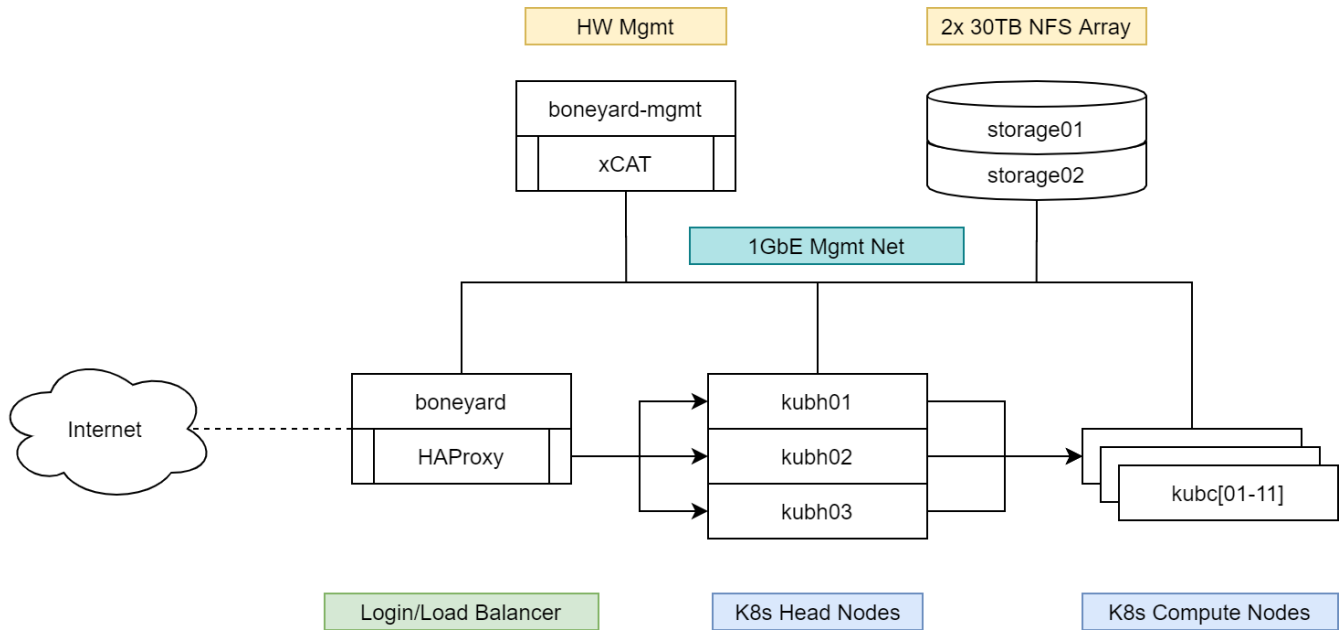 HW Mgmt
2x 30TB NFS Array
boneyard-mgmt
xCAT
storage01
storage02
1GbE Mgmt Net
Internet
boneyard
HAProxy
kubh01
kubh02
kubh03
kubc[01-11]
Login/Load Balancer
K8s Head Nodes
K8s Compute Nodes